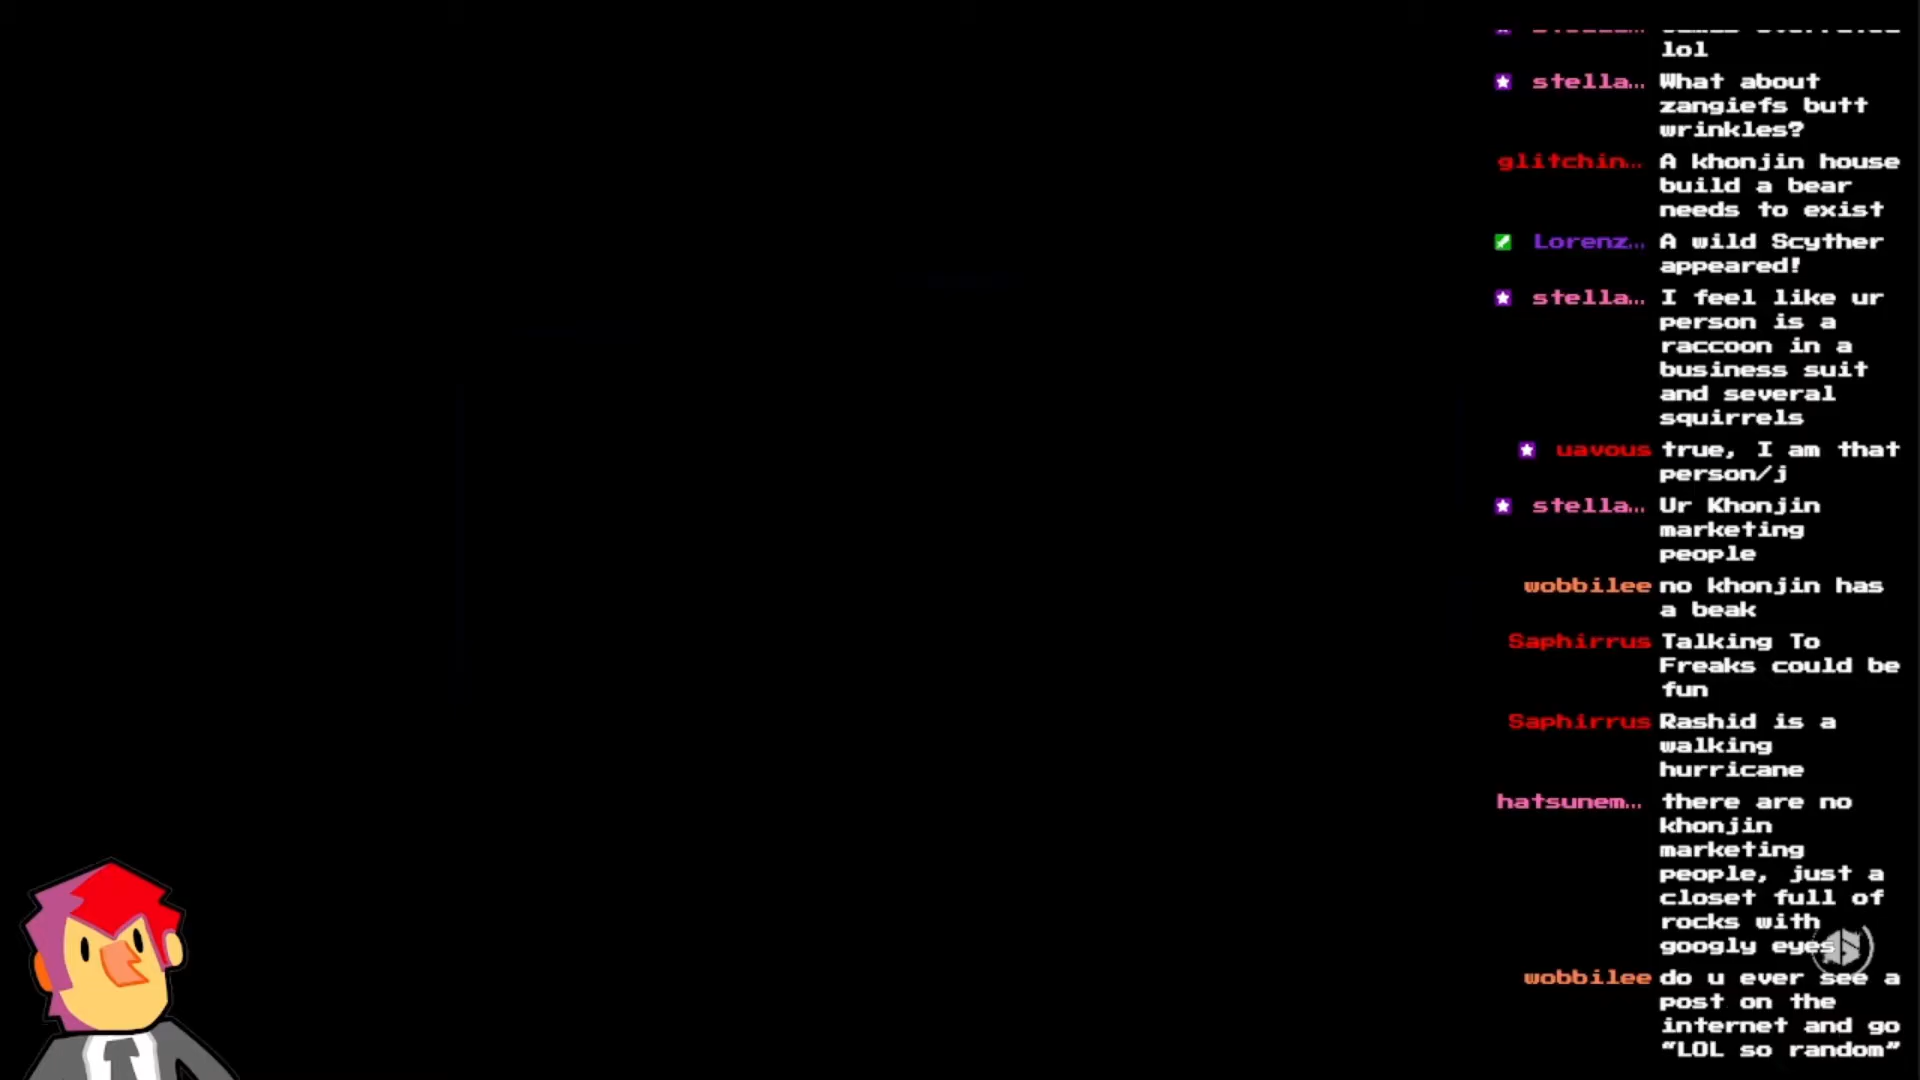 lol
stella… What about
zangiefs butt
wrinkles?
glitchin… A khonjin house
build a bear
needs to exist
Lorenz… A wild Scyther
appeared!
stella… I feel like ur
person is a
raccoon in a
business suit
and several
squirrels
uavous true, I am that
person/j
stella… Ur Khonjin
marketing
people
wobbilee no khonjin has
a beak
Saphirrus Talking To
Freaks could be
fun
Saphirrus Rashid is a
walking
hurricane
hatsunem… there are no
khonjin
marketing
people, just a
closet full of
rocks with
googly eyes
wobbilee do u ever see a
post on the
internet and go
“LOL so random”